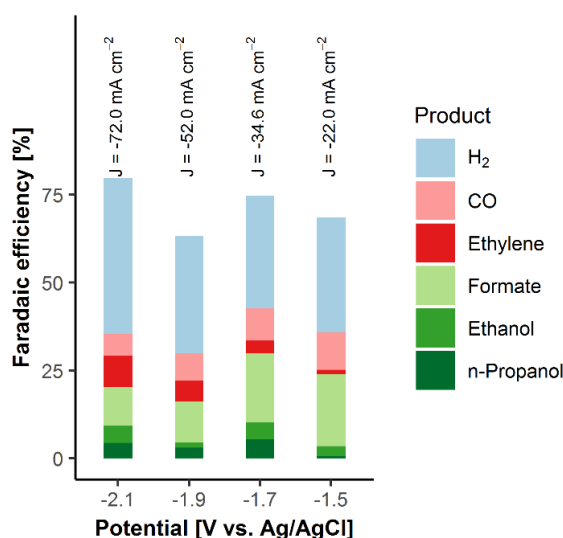 J = -72.0 mA cm⁻²
J = -52.0 mA cm⁻²
J = -34.6 mA cm⁻²
J = -22.0 mA cm⁻²
Faradaic efficiency [%]
75
50
25
0
-2.1
-1.9
-1.7
-1.5
Potential [V vs. Ag/AgCl]
Product
H₂
CO
Ethylene
Formate
Ethanol
n-Propanol